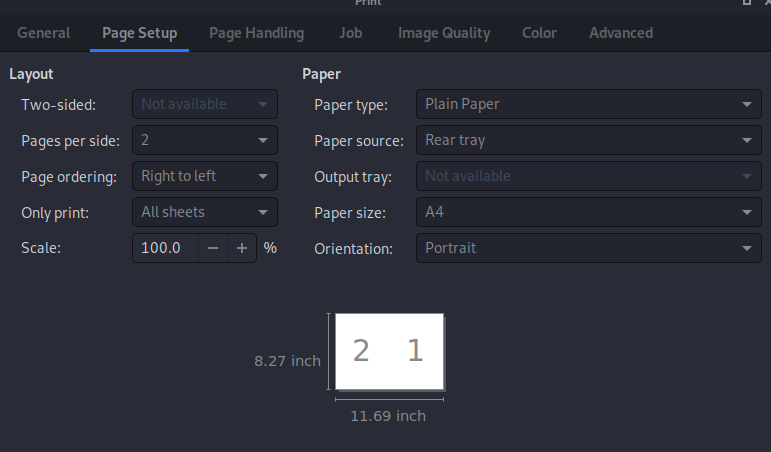 Print
General Page Setup Page Handling Job Image Quality Color Advanced
Layout Paper
Two-sided: Not available Paper type: Plain Paper
Pages per side: 2 Paper source: Rear tray
Page ordering: Right to left Output tray: Not available
Only print: All sheets Paper size: A4
Scale: 100.0 − + % Orientation: Portrait
2 1
8.27 inch
11.69 inch